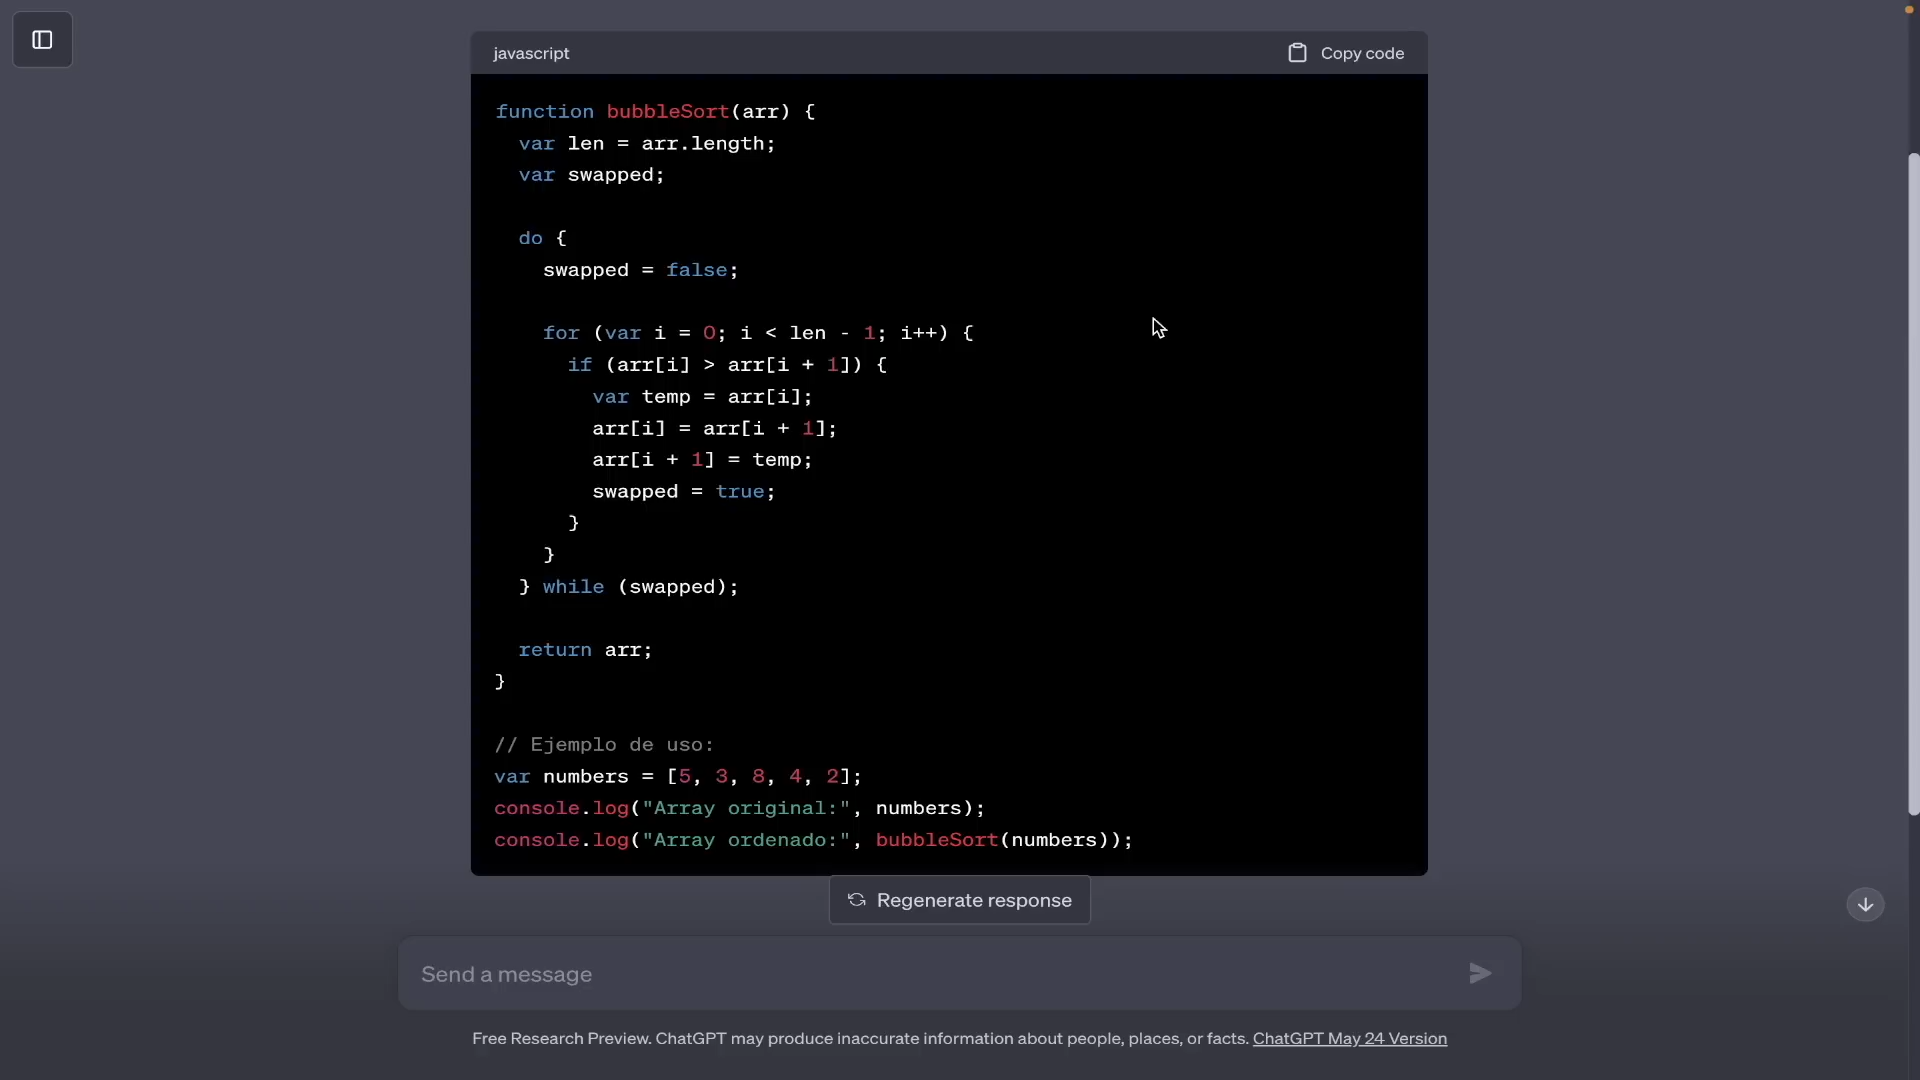 javascript
Copy code
function bubbleSort(arr) {
  var len = arr.length;
  var swapped;

  do {
    swapped = false;

    for (var i = 0; i < len - 1; i++) {
      if (arr[i] > arr[i + 1]) {
        var temp = arr[i];
        arr[i] = arr[i + 1];
        arr[i + 1] = temp;
        swapped = true;
      }
    }
  } while (swapped);

  return arr;
}

// Ejemplo de uso:
var numbers = [5, 3, 8, 4, 2];
console.log("Array original:", numbers);
console.log("Array ordenado:", bubbleSort(numbers));
Regenerate response
Send a message
Free Research Preview. ChatGPT may produce inaccurate information about people, places, or facts. ChatGPT May 24 Version